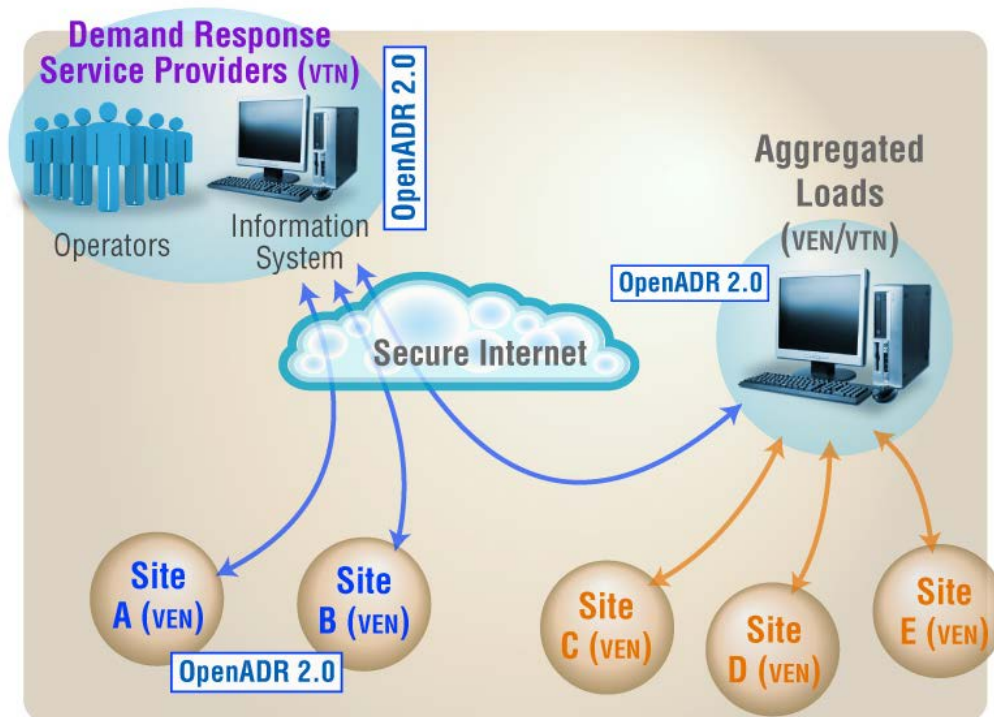 Demand Response
Service Providers (VTN)
OpenADR 2.0
Operators
Information
System
Aggregated
Loads
(VEN/VTN)
OpenADR 2.0
Secure Internet
Site
A (VEN)
Site
B (VEN)
OpenADR 2.0
Site
C (VEN)
Site
D (VEN)
Site
E (VEN)